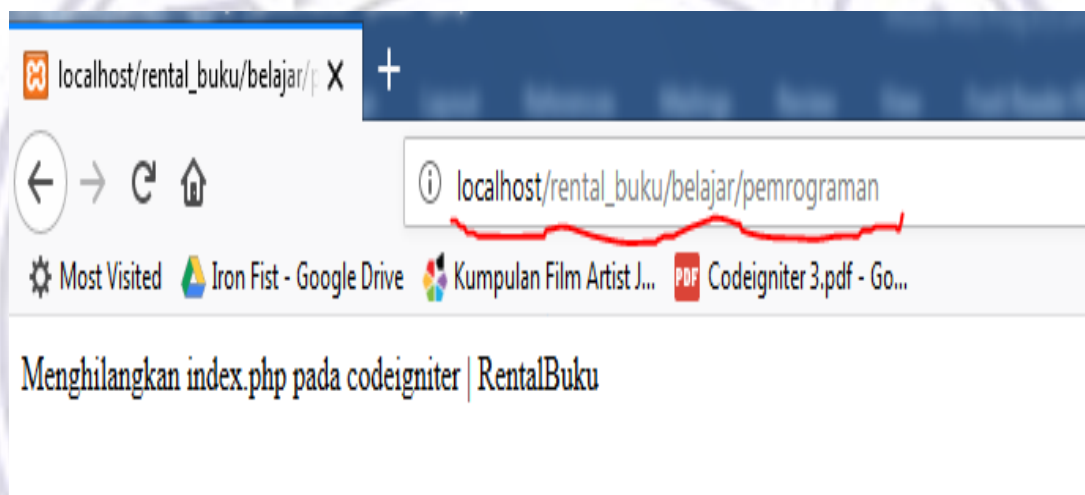 localhost/rental_buku/belajar/
localhost/rental_buku/belajar/pemrograman
Most Visited Iron Fist - Google Drive Kumpulan Film Artist J... PDF Codeigniter 3.pdf - Go...
Menghilangkan index.php pada codeigniter | RentalBuku